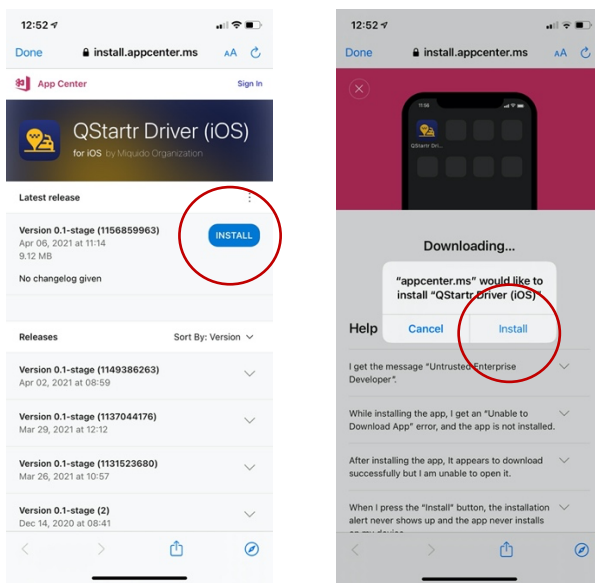 12:52
Done
install.appcenter.ms
AA
App Center
Sign In
QStartr Driver (iOS)
for iOS by Miquido Organization
Latest release
Version 0.1-stage (1156859963)
Apr 06, 2021 at 11:14
9.12 MB
INSTALL
No changelog given
Releases
Sort By: Version
Version 0.1-stage (1149386263)
Apr 02, 2021 at 08:59
Version 0.1-stage (1137044176)
Mar 29, 2021 at 12:12
Version 0.1-stage (1131523680)
Mar 26, 2021 at 10:57
Version 0.1-stage (2)
Dec 14, 2020 at 08:41
12:52
Done
install.appcenter.ms
AA
11:56
QStartr Dri...
Downloading...
"appcenter.ms" would like to
install "QStartr Driver (iOS)"
Cancel
Install
Help
I get the message "Untrusted Enterprise
Developer".
While installing the app, I get an "Unable to
Download App" error, and the app is not installed.
After installing the app, It appears to download
successfully but I am unable to open it.
When I press the "Install" button, the installation
alert never shows up and the app never installs
on my device.